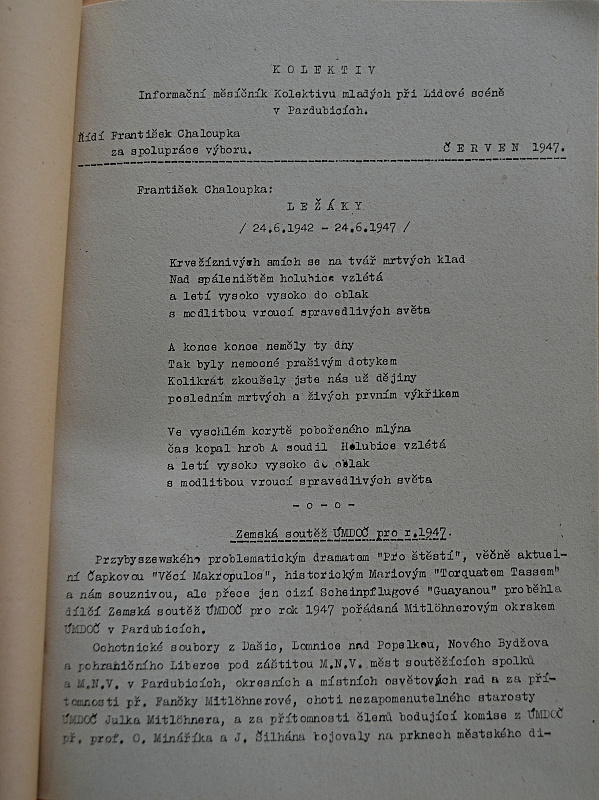 K O L E K T I V
Informační měsíčník Kolektivu mladých při Lidové scéně
v Pardubicích.
Řídí František Chaloupka
za spolupráce výboru.
Č E R V E N 1947.
František Chaloupka:
L E Ž Á K Y
/ 24.6.1942 - 24.6.1947 /
Krvežíznivých smích se na tvář mrtvých klad
Nad spáleništěm holubice vzlétá
a letí vysoko vysoko do oblak
s modlitbou vroucí spravedlivých světa
A konce konce neměly ty dny
Tak byly nemocné prašivým dotykem
Kolikrát zkoušely jste nás už dějiny
posledním mrtvých a živých prvním výkřikem
Ve vyschlém korytě pobořeného mlýna
čas kopal hrob A soudil Holubice vzlétá
a letí vysoko vysoko do oblak
s modlitbou vroucí spravedlivých světa
- o - o -
Zemská soutěž ÚMDOČ pro r.1947.
Przybyszewského problematickým dramatem "Pro štěstí", věčně aktuel-
ní Čapkovou "Věcí Makropulos", historickým Mariovým "Torquatem Tassem"
a nám souznivou, ale přece jen cizí Scheinpflugové "Guayanou" proběhla
dílčí Zemská soutěž ÚMDOČ pro rok 1947 pořádaná Mitlöhnerovým okrskem
ÚMDOČ v Pardubicích.
Ochotnické soubory z Dašic, Lomnice nad Popelkou, Nového Bydžova
a pohraničního Liberce pod záštitou M.N.V. měst soutěžících spolků
a M.N.V. v Pardubicích, okresních a místních osvětových rad a za pří-
tomnosti př. Fančky Mitlöhnerové, choti nezapomenutelného starosty
ÚMDOČ Julka Mitlöhnera, a za přítomnosti členů bodující komise z ÚMDOČ
př. prof. O. Mináříka a J. Šilhána bojovaly na prknech městského di-